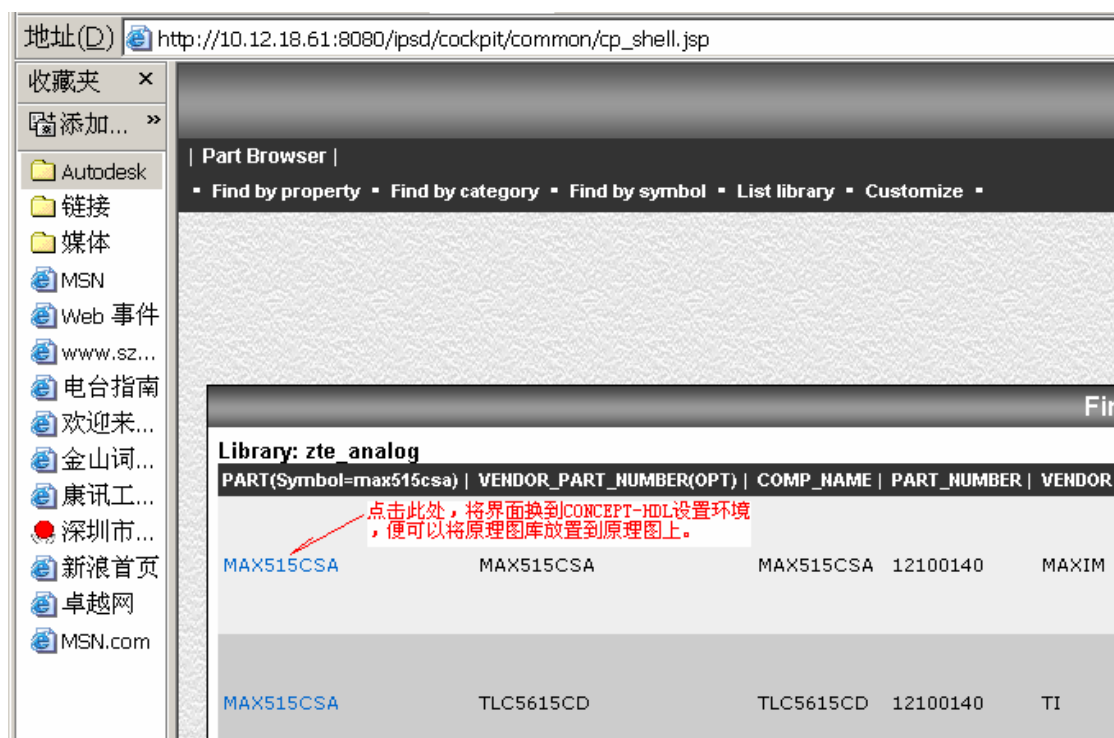 地址(D) http://10.12.18.61:8080/ipsd/cockpit/common/cp_shell.jsp
收藏夹 ×
添加... »
Autodesk
链接
媒体
MSN
Web 事件
www.sz...
电台指南
欢迎来...
金山词...
康讯工...
深圳市...
新浪首页
卓越网
MSN.com
| Part Browser |
▪ Find by property ▪ Find by category ▪ Find by symbol ▪ List library ▪ Customize ▪
Library: zte_analog
PART(Symbol=max515csa) | VENDOR_PART_NUMBER(OPT) | COMP_NAME | PART_NUMBER | VENDOR
点击此处，将界面换到CONCEPT-HDL设置环境
，便可以将原理图库放置到原理图上。
MAX515CSA MAX515CSA MAX515CSA 12100140 MAXIM
MAX515CSA TLC5615CD TLC5615CD 12100140 TI